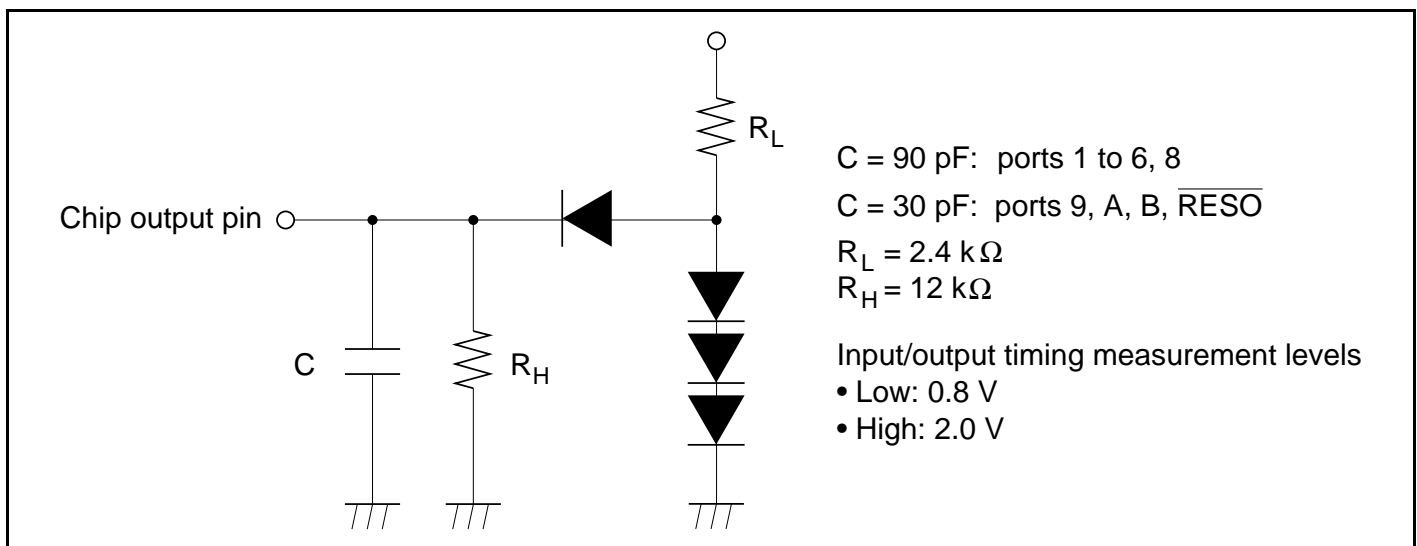 R_L
C = 90 pF: ports 1 to 6, 8
C = 30 pF: ports 9, A, B, R̅E̅S̅O̅
Chip output pin
R_L = 2.4 kΩ
R_H = 12 kΩ
C
R_H
Input/output timing measurement levels
• Low: 0.8 V
• High: 2.0 V